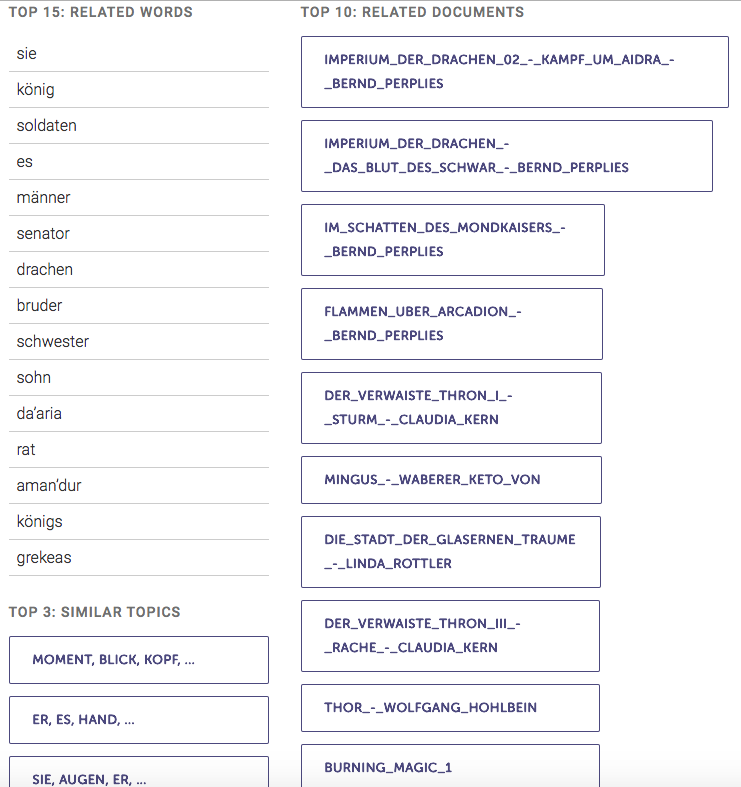 TOP 15: RELATED WORDS
sie
könig
soldaten
es
männer
senator
drachen
bruder
schwester
sohn
da’aria
rat
aman’dur
königs
grekeas
TOP 3: SIMILAR TOPICS
MOMENT, BLICK, KOPF, ...
ER, ES, HAND, ...
SIE, AUGEN, ER, ...
TOP 10: RELATED DOCUMENTS
IMPERIUM_DER_DRACHEN_02_-_KAMPF_UM_AIDRA_-
_BERND_PERPLIES
IMPERIUM_DER_DRACHEN_-
_DAS_BLUT_DES_SCHWAR_-_BERND_PERPLIES
IM_SCHATTEN_DES_MONDKAISERS_-
_BERND_PERPLIES
FLAMMEN_UBER_ARCADION_-
_BERND_PERPLIES
DER_VERWAISTE_THRON_I_-
_STURM_-_CLAUDIA_KERN
MINGUS_-_WABERER_KETO_VON
DIE_STADT_DER_GLASERNEN_TRAUME
_-_LINDA_ROTTLER
DER_VERWAISTE_THRON_III_-
_RACHE_-_CLAUDIA_KERN
THOR_-_WOLFGANG_HOHLBEIN
BURNING_MAGIC_1